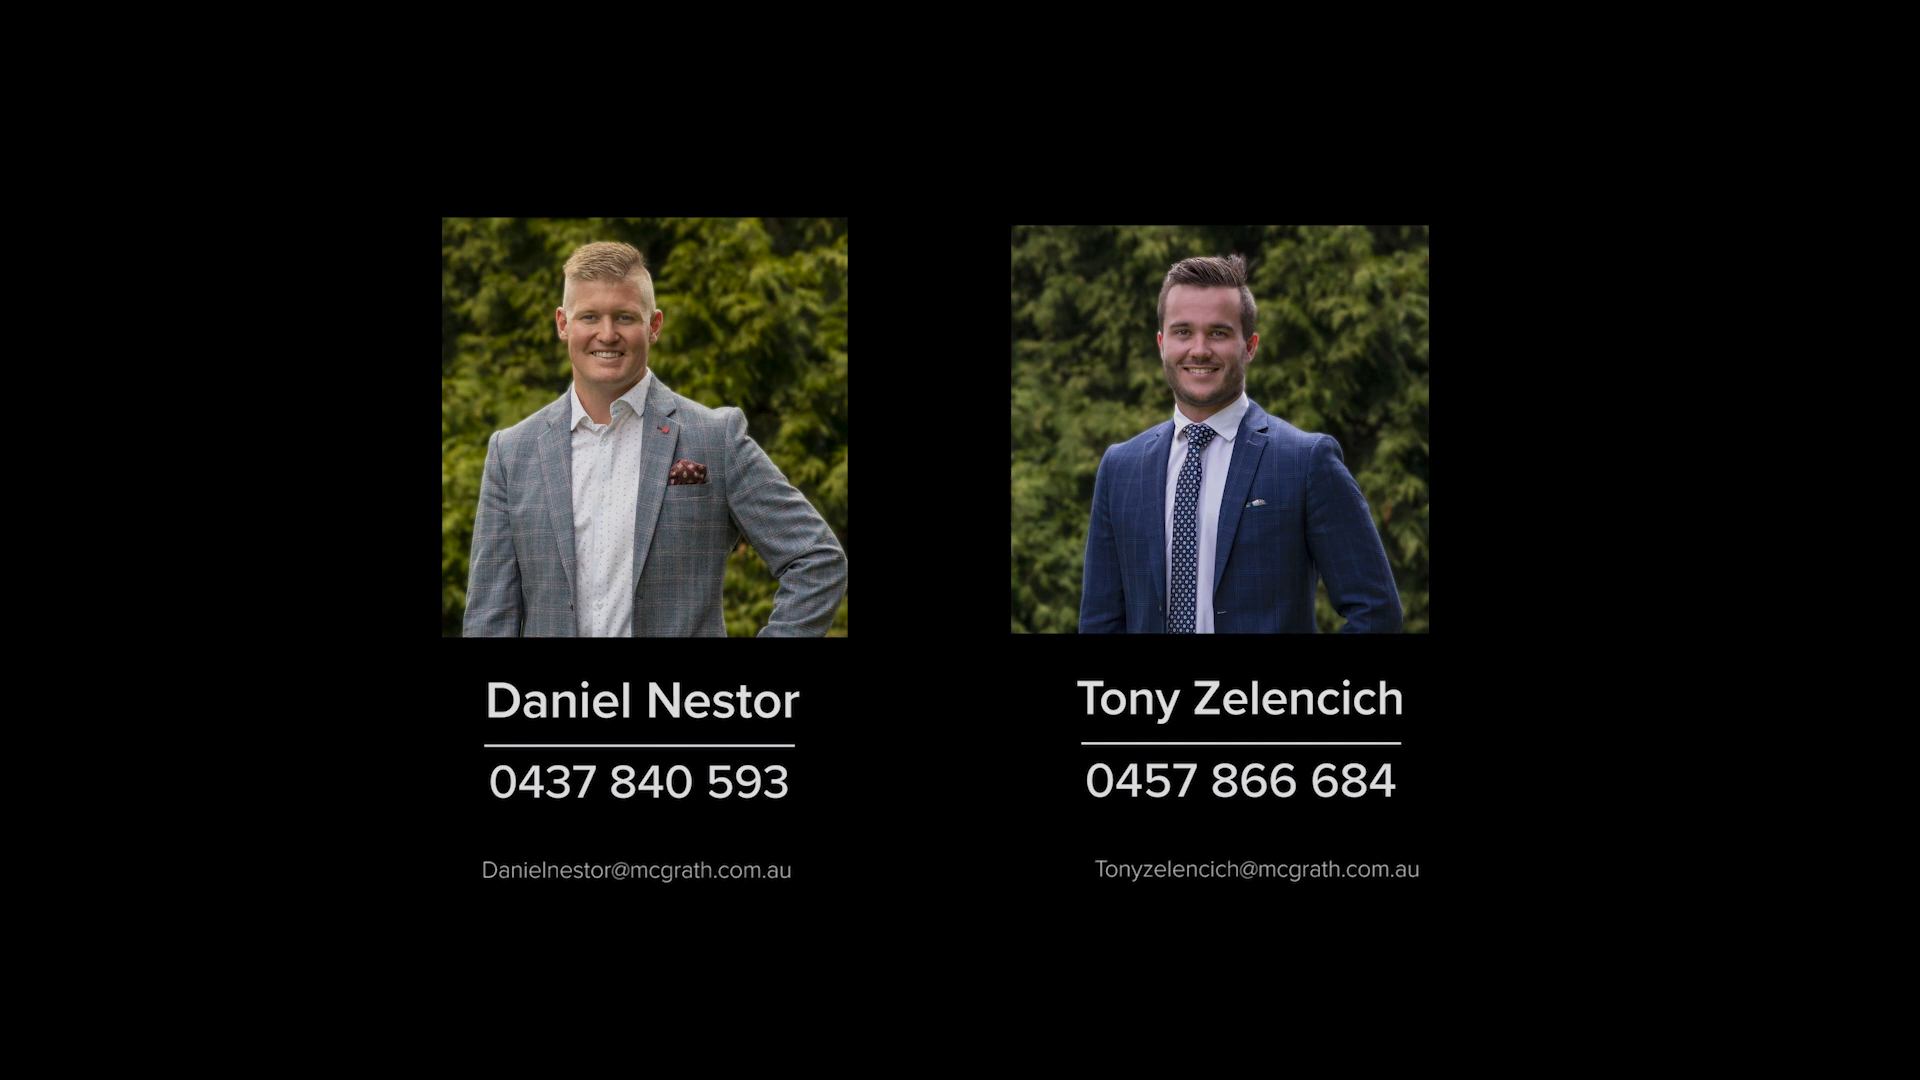 Daniel Nestor
0437 840 593
Danielnestor@mcgrath.com.au
Tony Zelencich
0457 866 684
Tonyzelencich@mcgrath.com.au